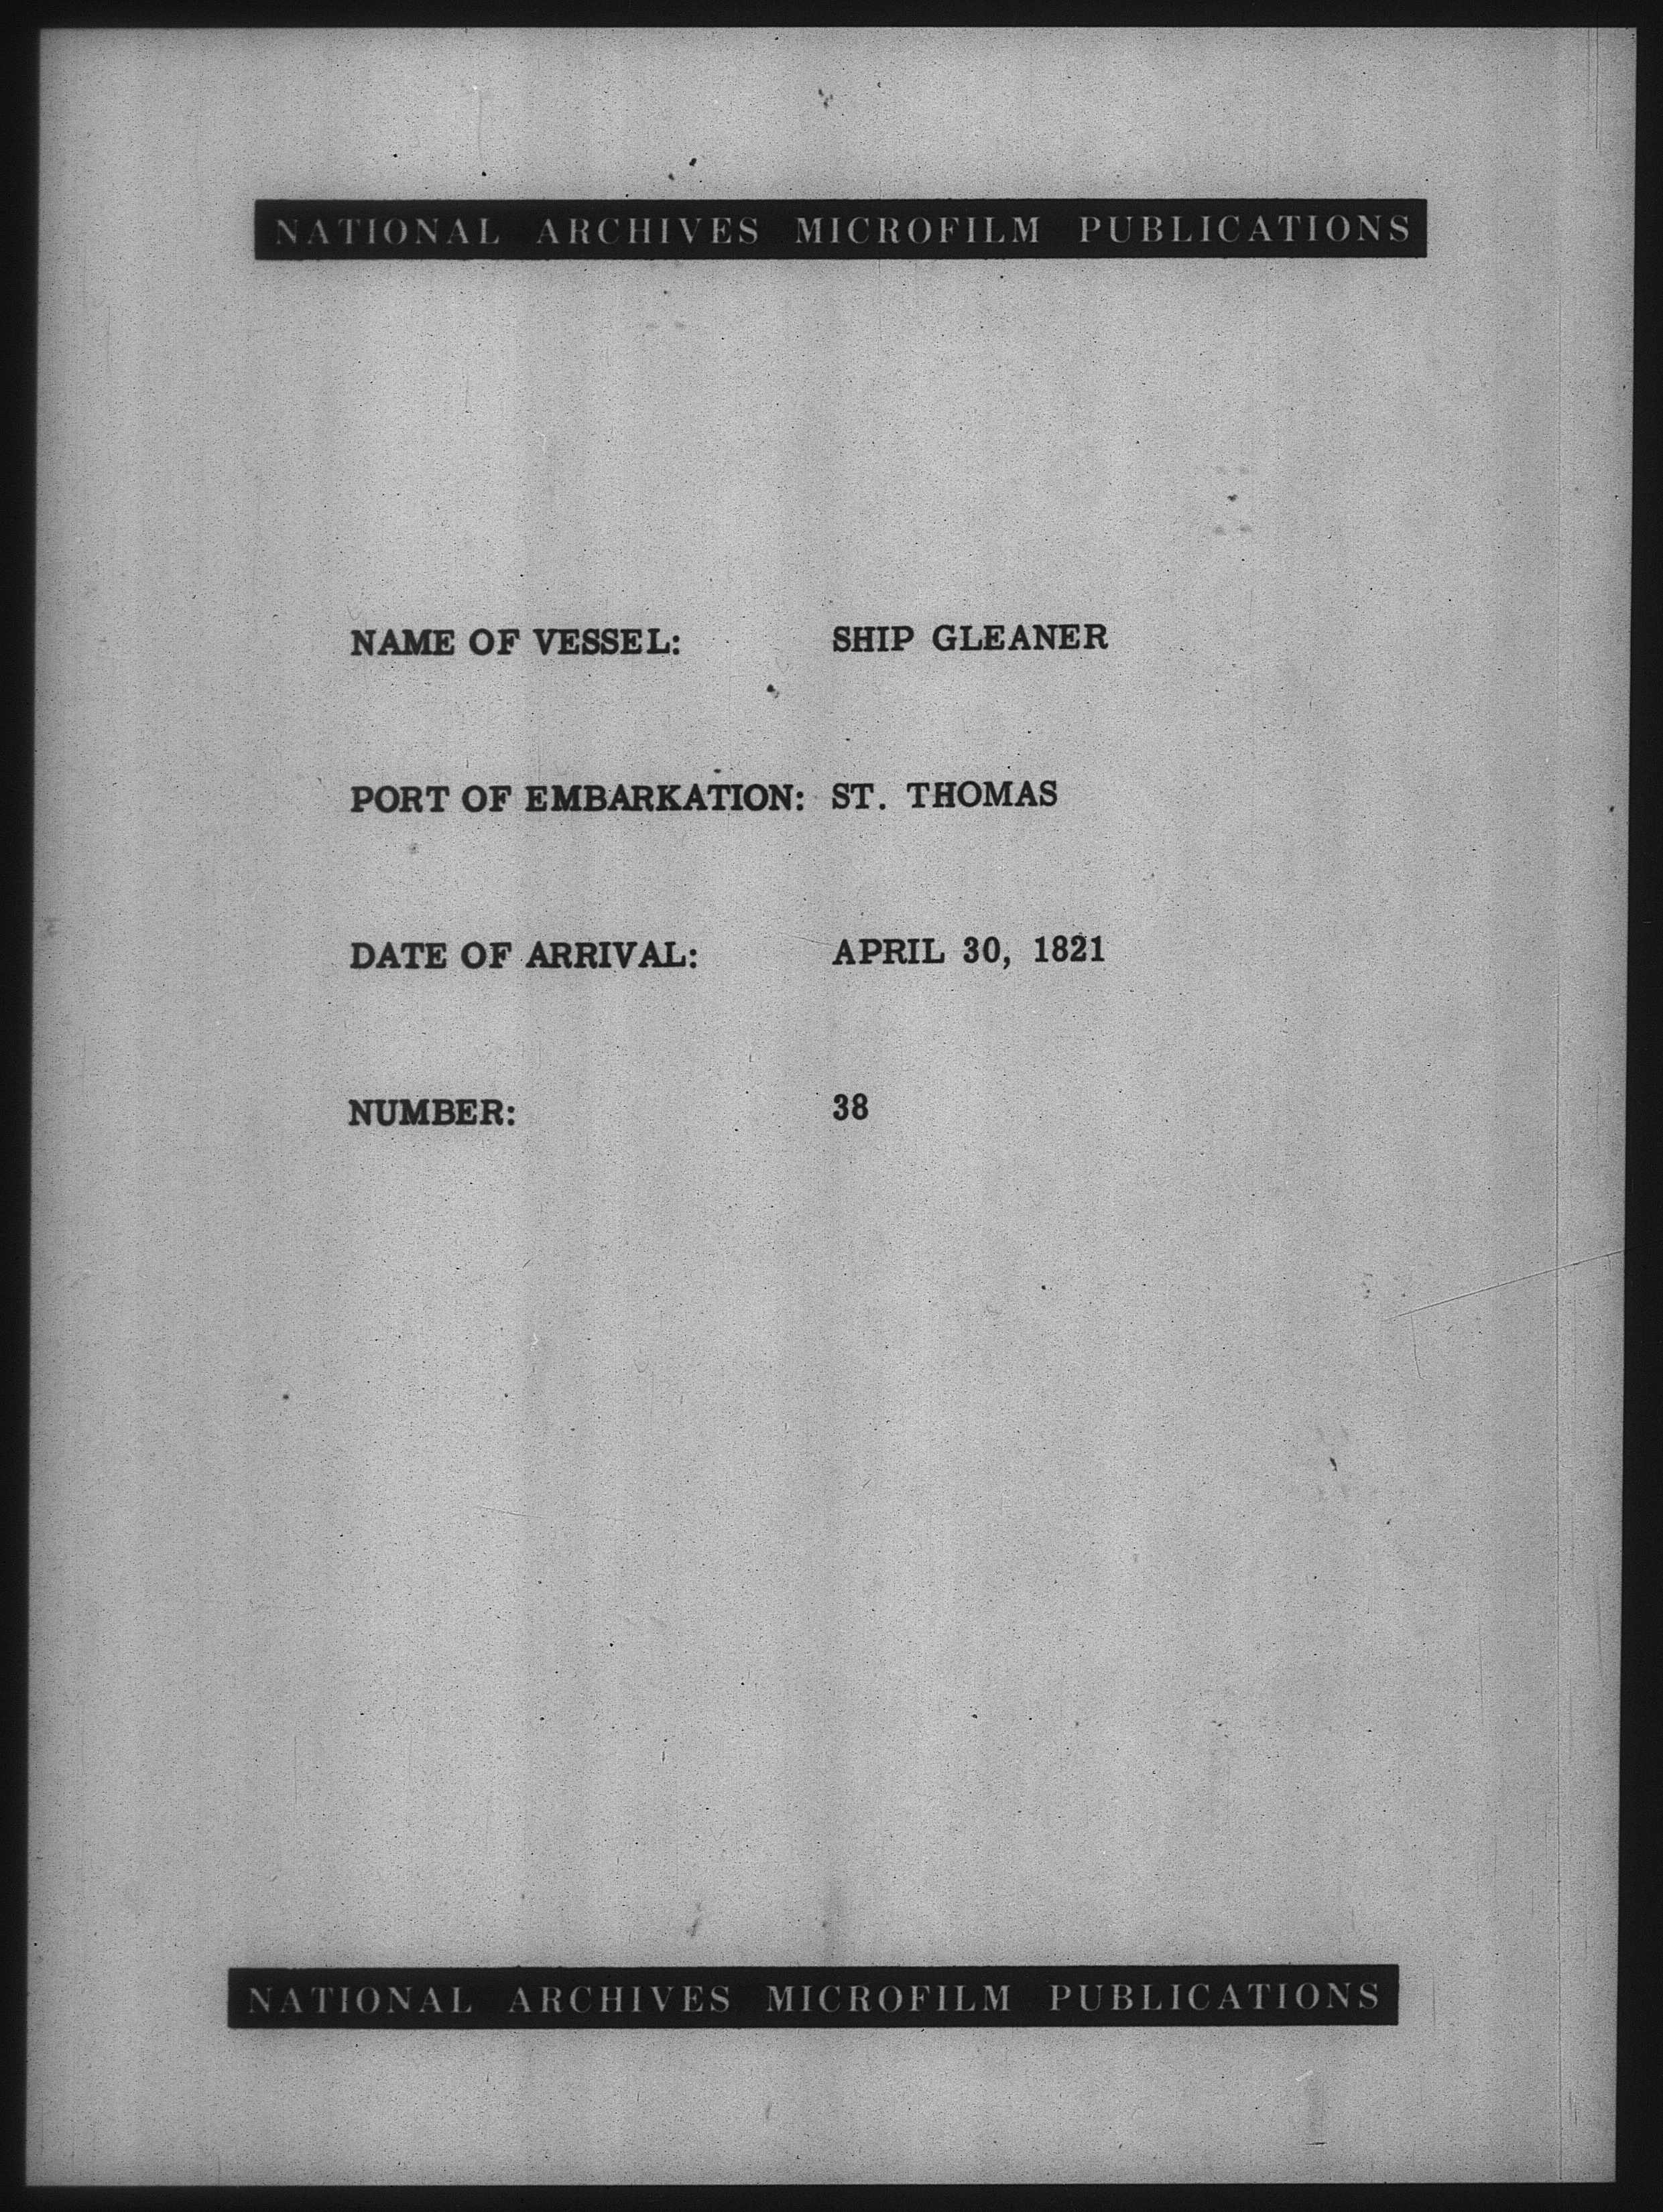 NATIONAL ARCHIVES MICROFILM PUBLICATIONS
NAME OF VESSEL: SHIP GLEANER
PORT OF EMBARKATION: ST. THOMAS
DATE OF ARRIVAL: APRIL 30, 1821
NUMBER: 38
NATIONAL ARCHIVES MICROFILM PUBLICATIONS